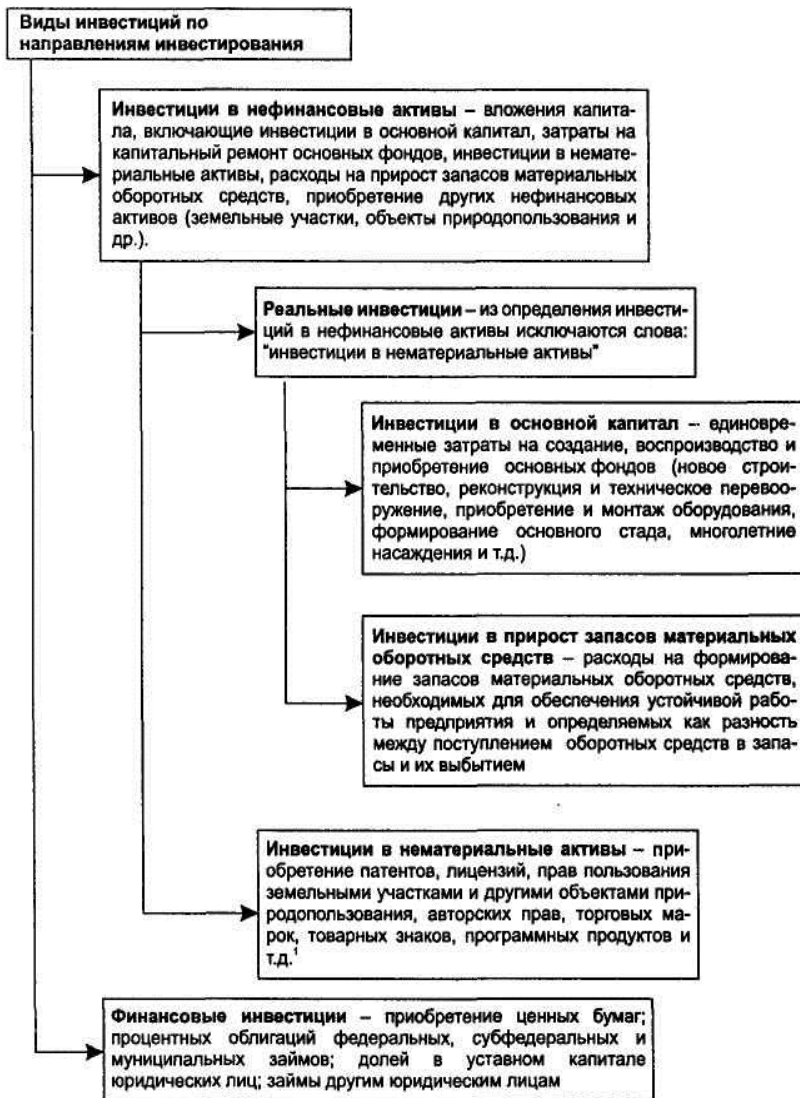 Виды инвестиций по
направлениям инвестирования
Инвестиции в нефинансовые активы – вложения капита-
ла, включающие инвестиции в основной капитал, затраты на
капитальный ремонт основных фондов, инвестиции в немате-
риальные активы, расходы на прирост запасов материальных
оборотных средств, приобретение других нефинансовых
активов (земельные участки, объекты природопользования и
др.).
Реальные инвестиции – из определения инвести-
ций в нефинансовые активы исключаются слова:
"инвестиции в нематериальные активы"
Инвестиции в основной капитал – единовре-
менные затраты на создание, воспроизводство и
приобретение основных фондов (новое строи-
тельство, реконструкция и техническое перевоо-
ружение, приобретение и монтаж оборудования,
формирование основного стада, многолетние
насаждения и т.д.)
Инвестиции в прирост запасов материальных
оборотных средств – расходы на формирова-
ние запасов материальных оборотных средств,
необходимых для обеспечения устойчивой рабо-
ты предприятия и определяемых как разность
между поступлением оборотных средств в запа-
сы и их выбытием
Инвестиции в нематериальные активы – при-
обретение патентов, лицензий, прав пользования
земельными участками и другими объектами при-
родопользования, авторских прав, торговых ма-
рок, товарных знаков, программных продуктов и
т.д.¹
Финансовые инвестиции – приобретение ценных бумаг;
процентных облигаций федеральных, субфедеральных и
муниципальных займов; долей в уставном капитале
юридических лиц; займы другим юридическим лицам